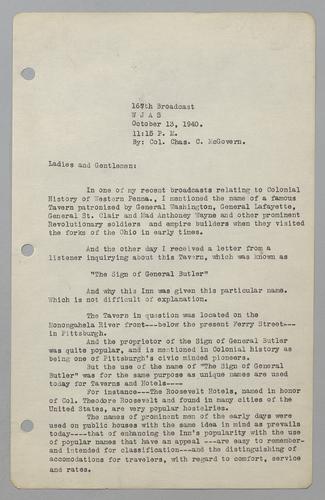 167th Broadcast
W J A S
October 13, 1940.
11:15 P. M.
By: Col. Chas. C. McGovern.
Ladies and Gentlemen:
In one of my recent broadcasts relating to Colonial
History of Western Penna., I mentioned the name of a famous
Tavern patronized by General Washington, General Lafayette,
General St. Clair and Mad Anthoney Wayne and other prominent
Revolutionary soldiers and empire builders when they visited
the forks of the Ohio in early times.
And the other day I received a letter from a
listener inquiring about this Tavern, which was known as
"The Sign of General Butler"
And why this Inn was given this particular name.
Which is not difficult of explanation.
The Tavern in question was located on the
Monongahela River front---below the present Ferry Street---
in Pittsburgh.
And the proprietor of the Sign of General Butler
was quite popular, and is mentioned in Colonial history as
being one of Pittsburgh's civic minded pioneers.
But the use of the name of "The Sign of General
Butler" was for the same purpose as unique names are used
today for Taverns and Hotels----
For instance---The Roosevelt Hotels, named in honor
of Col. Theodore Roosevelt and found in many cities of the
United States, are very popular hostelries.
The names of prominent men of the early days were
used on public houses with the same idea in mind as prevails
today----that of enhancing the Inn's popularity with the use
of popular names that have an appeal ---are easy to remember-
and intended for classification---and the distinguishing of
accomodations for travelers, with regard to comfort, service
and rates.